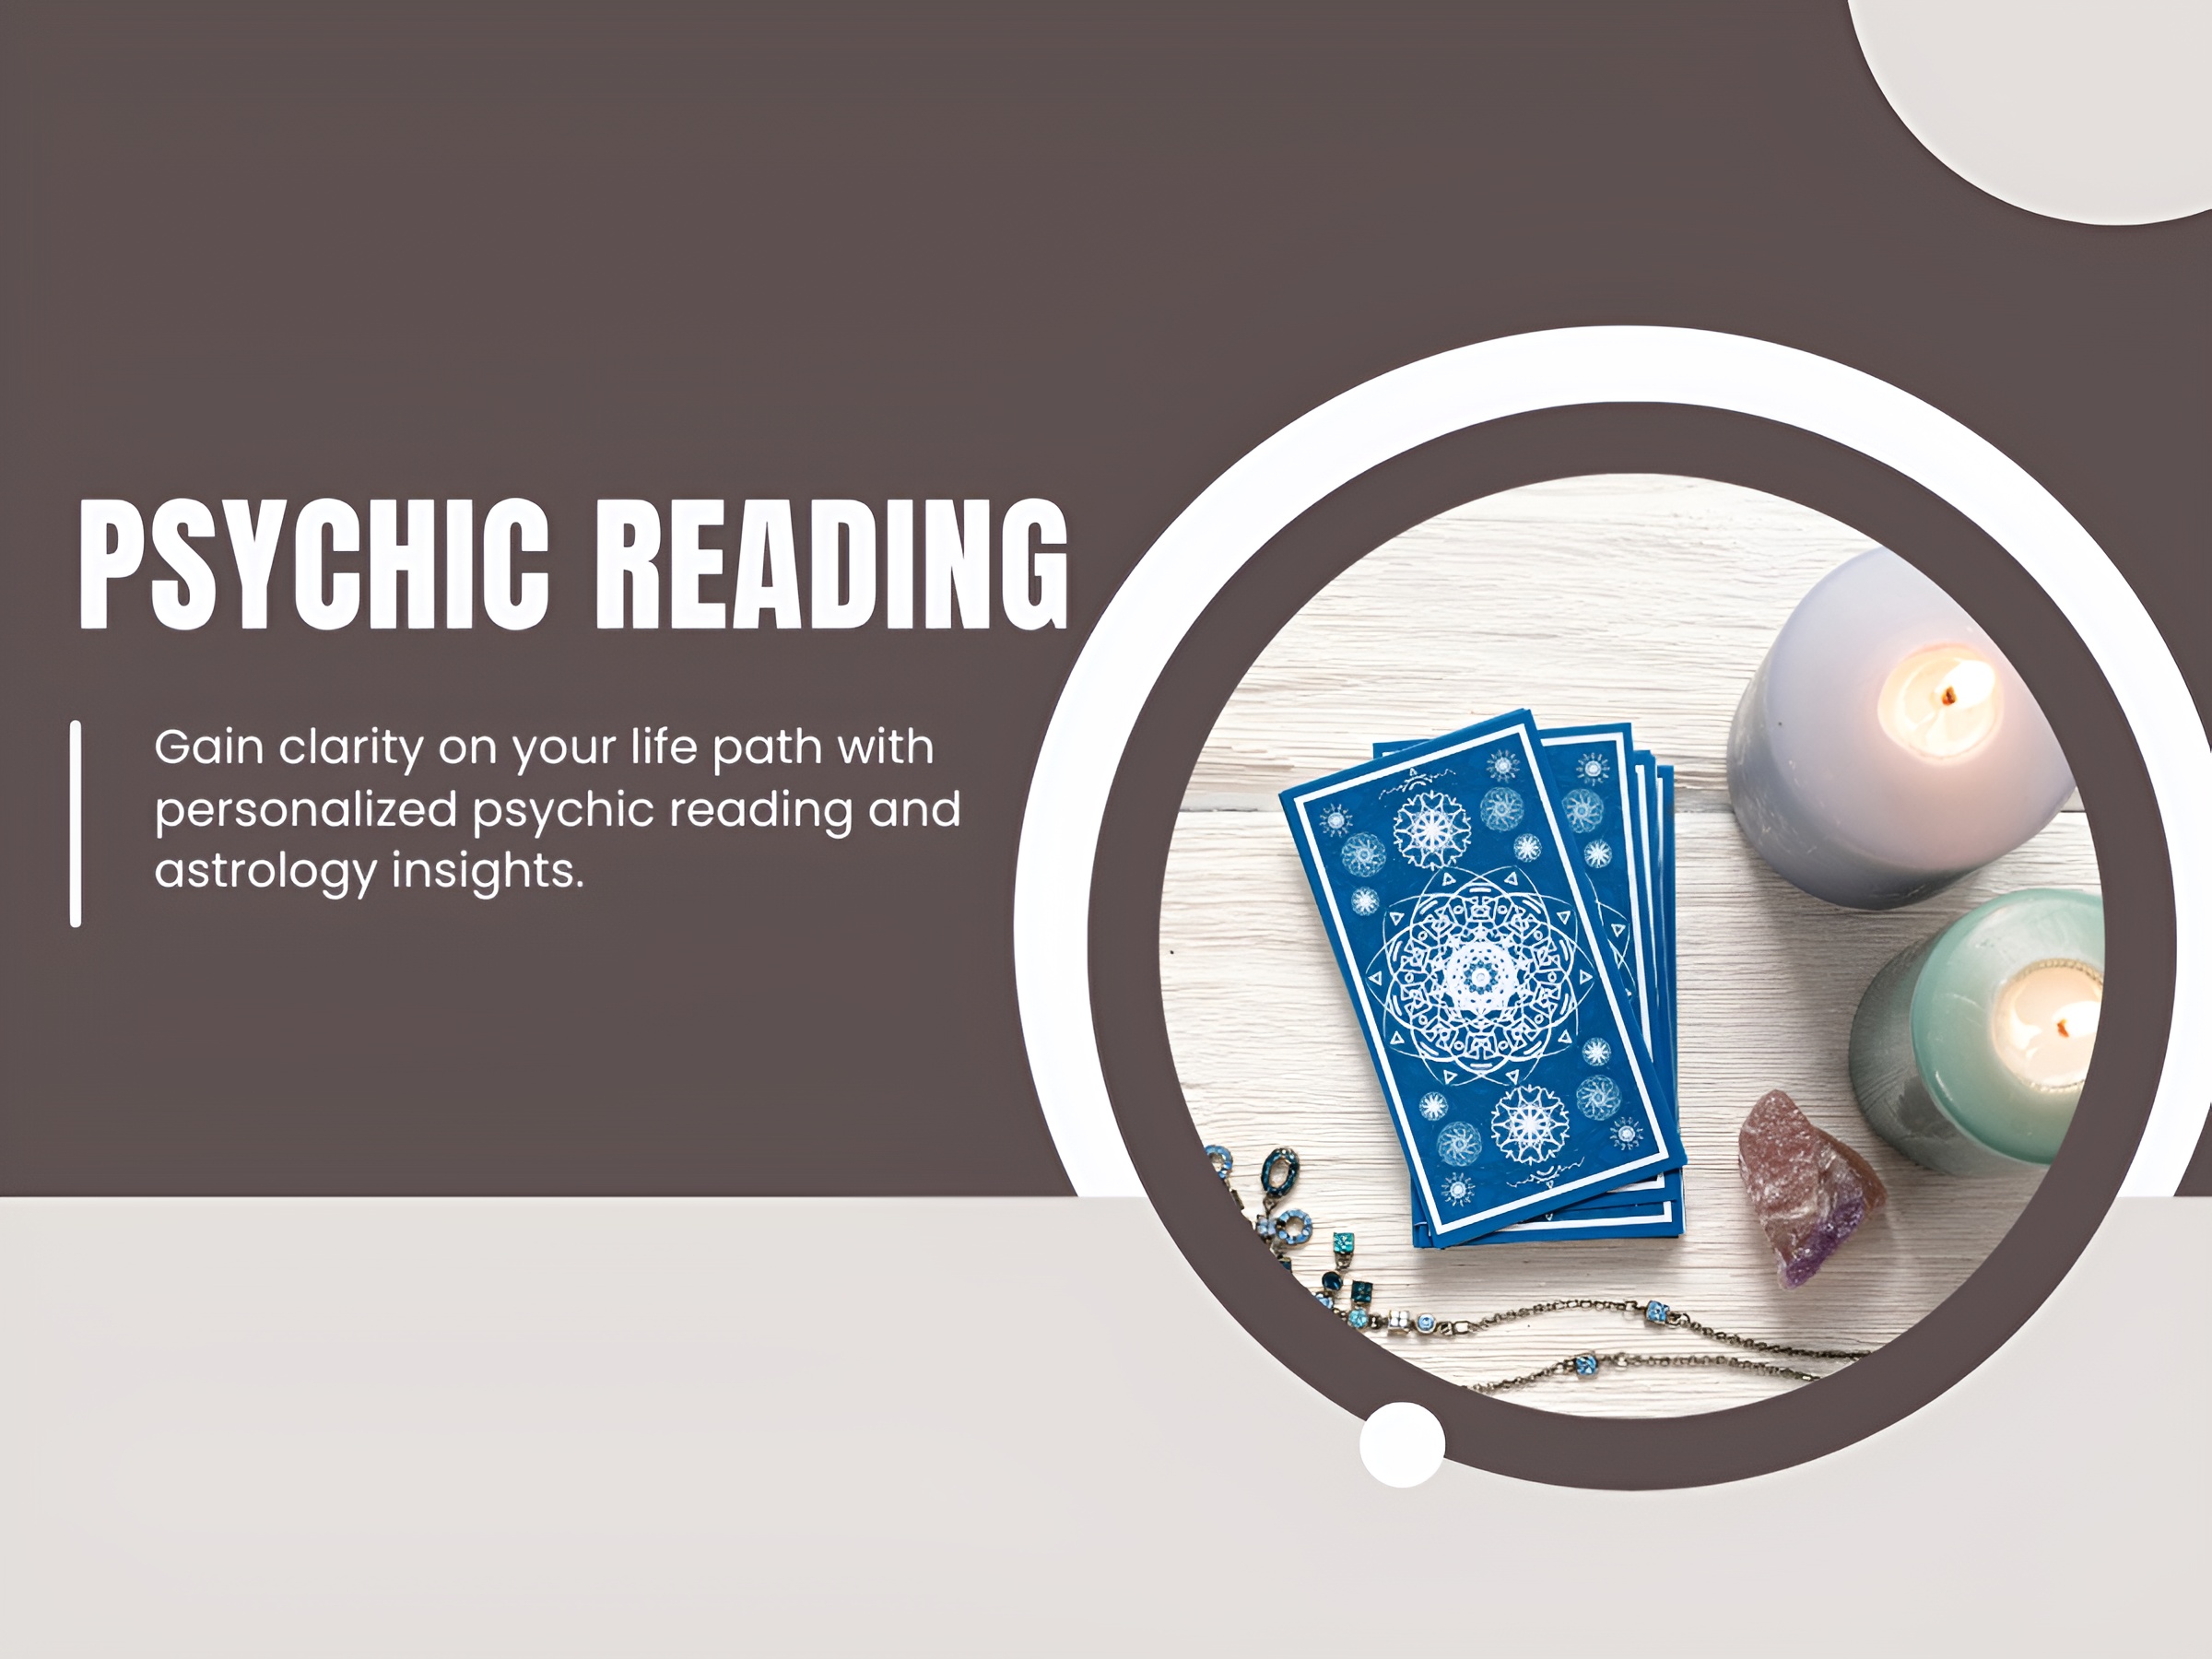 PSYCHIC READING
Gain clarity on your life path with
personalized psychic reading and
astrology insights.